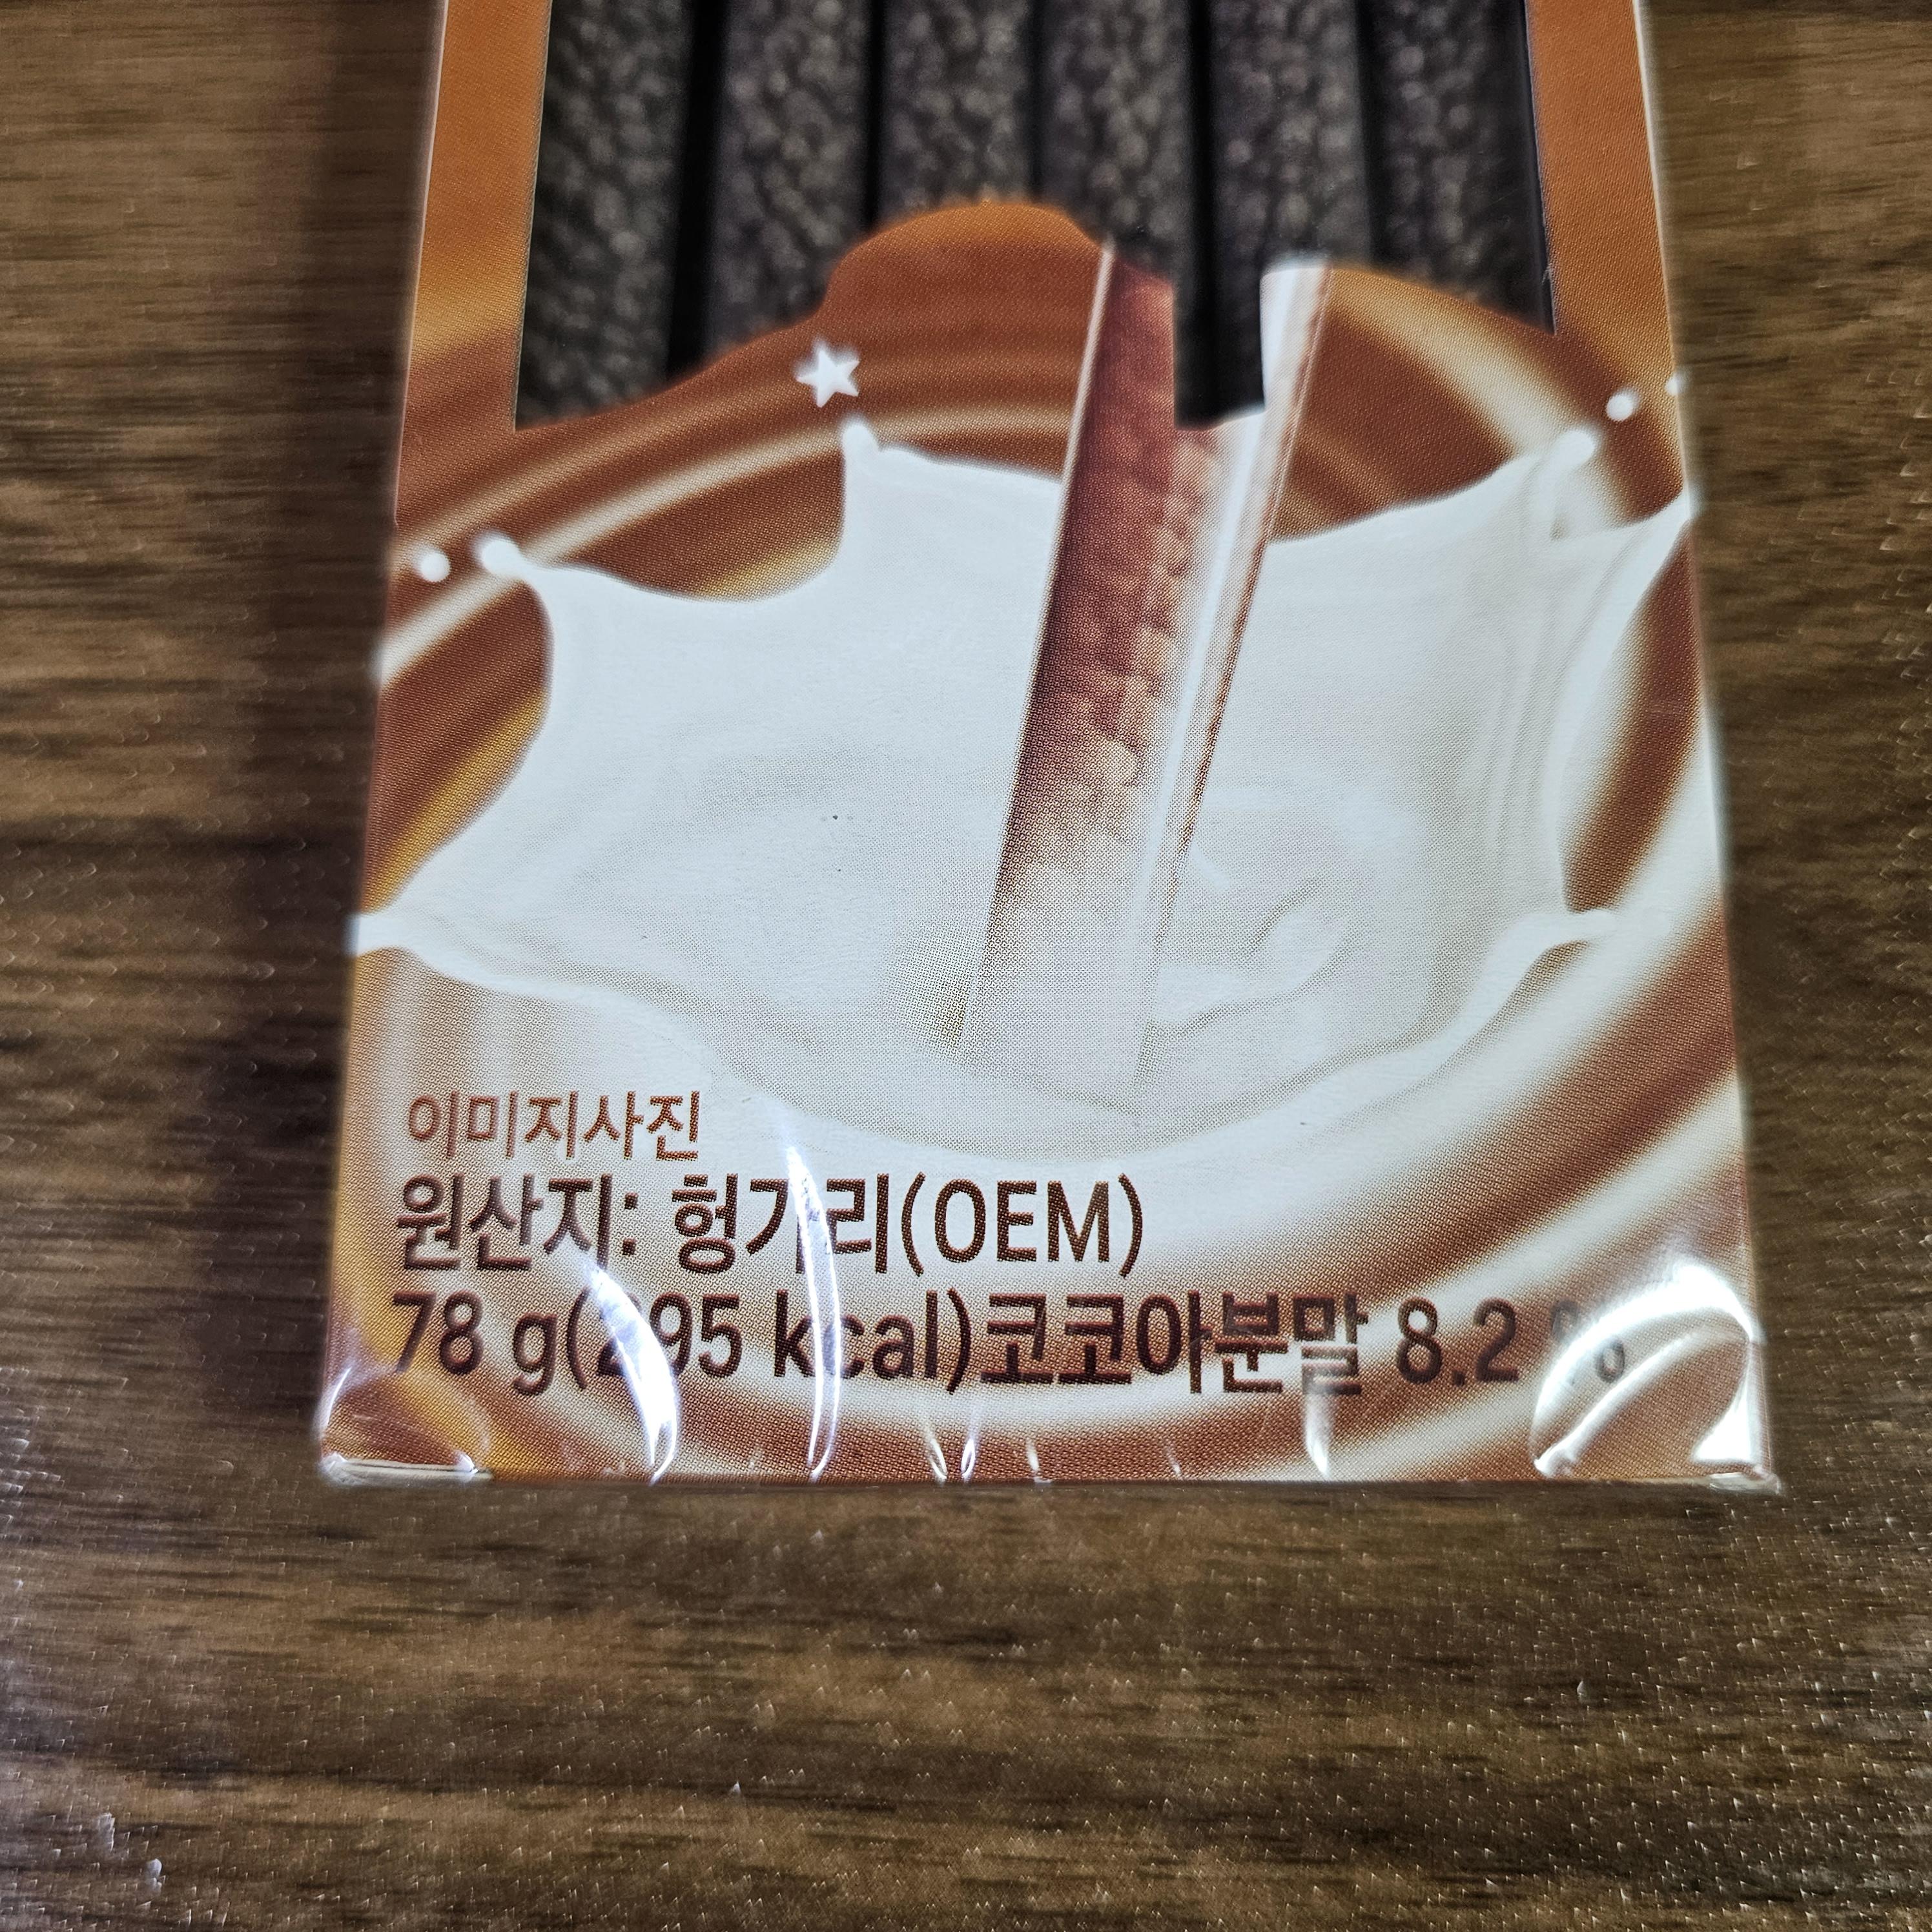 이미지사진
원산지: 헝가리(OEM)
78 g(295 kcal)코코아분말 8.2 %